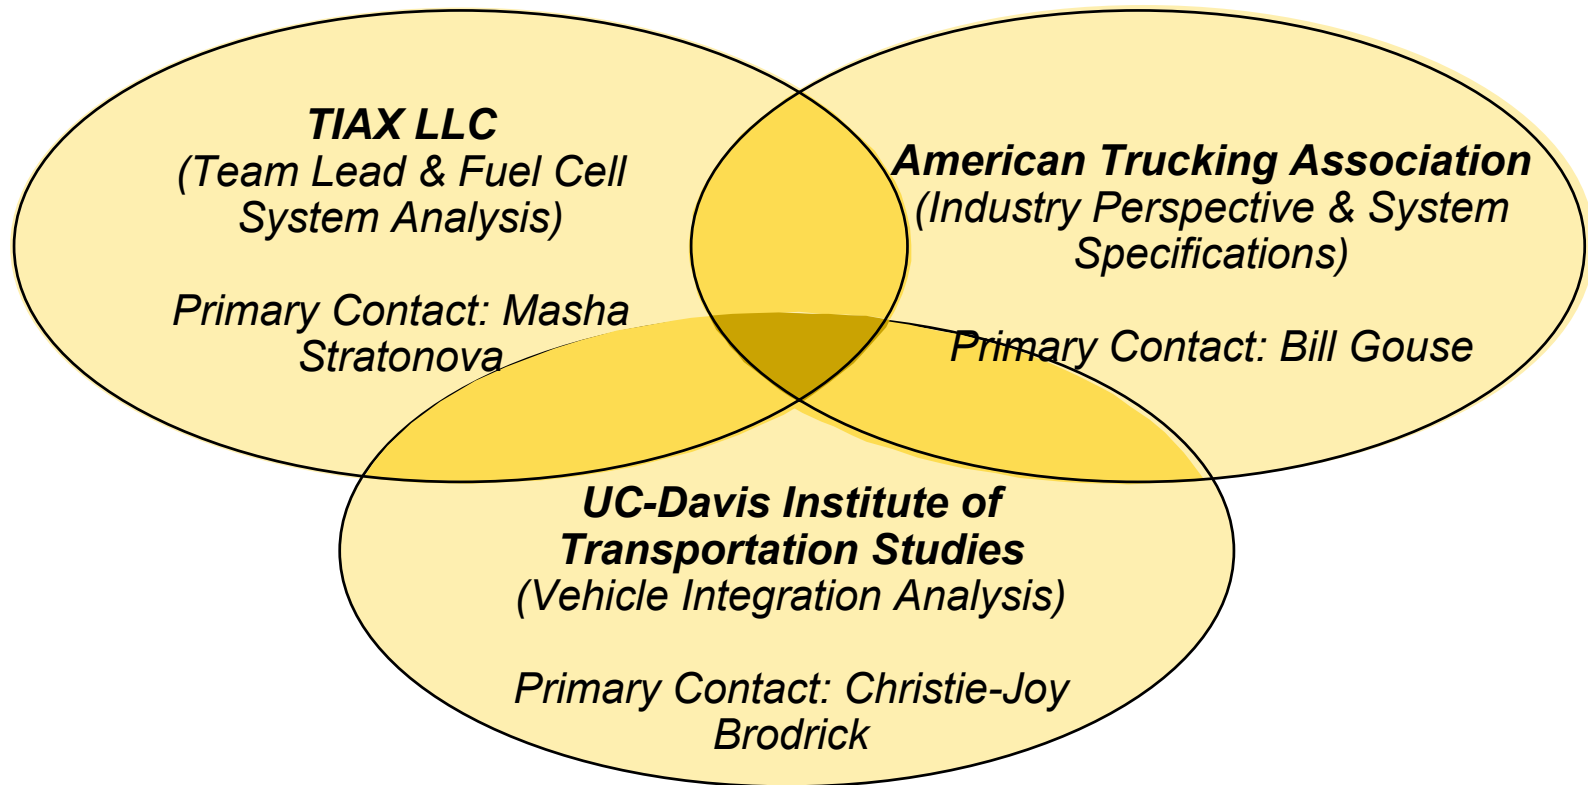 TIAX LLC
(Team Lead & Fuel Cell
System Analysis)
Primary Contact: Masha
Stratonova
American Trucking Association
(Industry Perspective & System
Specifications)
Primary Contact: Bill Gouse
UC-Davis Institute of
Transportation Studies
(Vehicle Integration Analysis)
Primary Contact: Christie-Joy
Brodrick